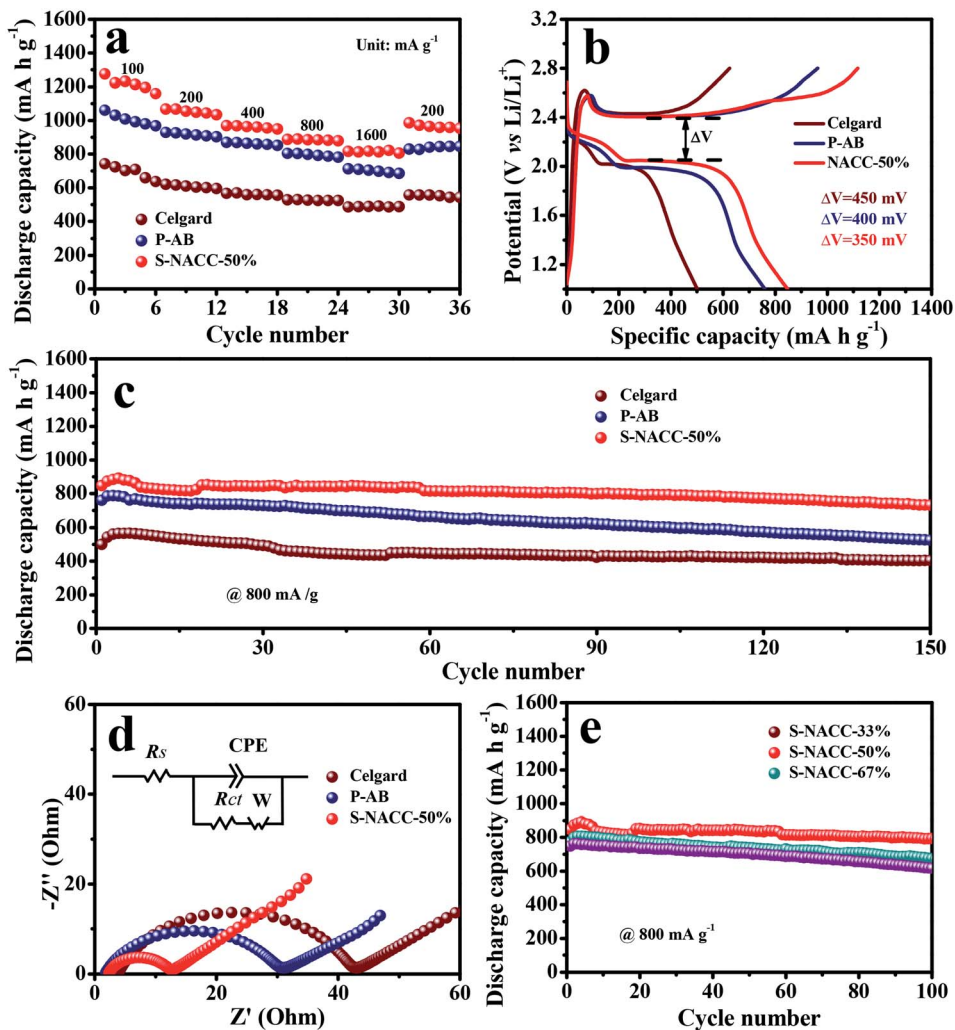 a
Unit: mA g-1
100
200
400
800
1600
200
Celgard
P-AB
S-NACC-50%
1600
1400
1200
1000
800
600
400
200
0
0 6 12 18 24 30 36
Discharge capacity (mA h g-1)
Cycle number
b
ΔV
Celgard
P-AB
NACC-50%
ΔV=450 mV
ΔV=400 mV
ΔV=350 mV
3.2
2.8
2.4
2.0
1.6
1.2
0 200 400 600 800 1000 1200 1400
Potential (V vs Li/Li+)
Specific capacity (mA h g-1)
c
Celgard
P-AB
S-NACC-50%
@ 800 mA /g
1600
1400
1200
1000
800
600
400
200
0
0 30 60 90 120 150
Discharge capacity (mA h g-1)
Cycle number
d
Rs
CPE
Rct
W
Celgard
P-AB
S-NACC-50%
60
40
20
0
0 20 40 60
-Z'' (Ohm)
Z' (Ohm)
e
S-NACC-33%
S-NACC-50%
S-NACC-67%
@ 800 mA g-1
1600
1400
1200
1000
800
600
400
200
0
0 20 40 60 80 100
Discharge capacity (mA h g-1)
Cycle number